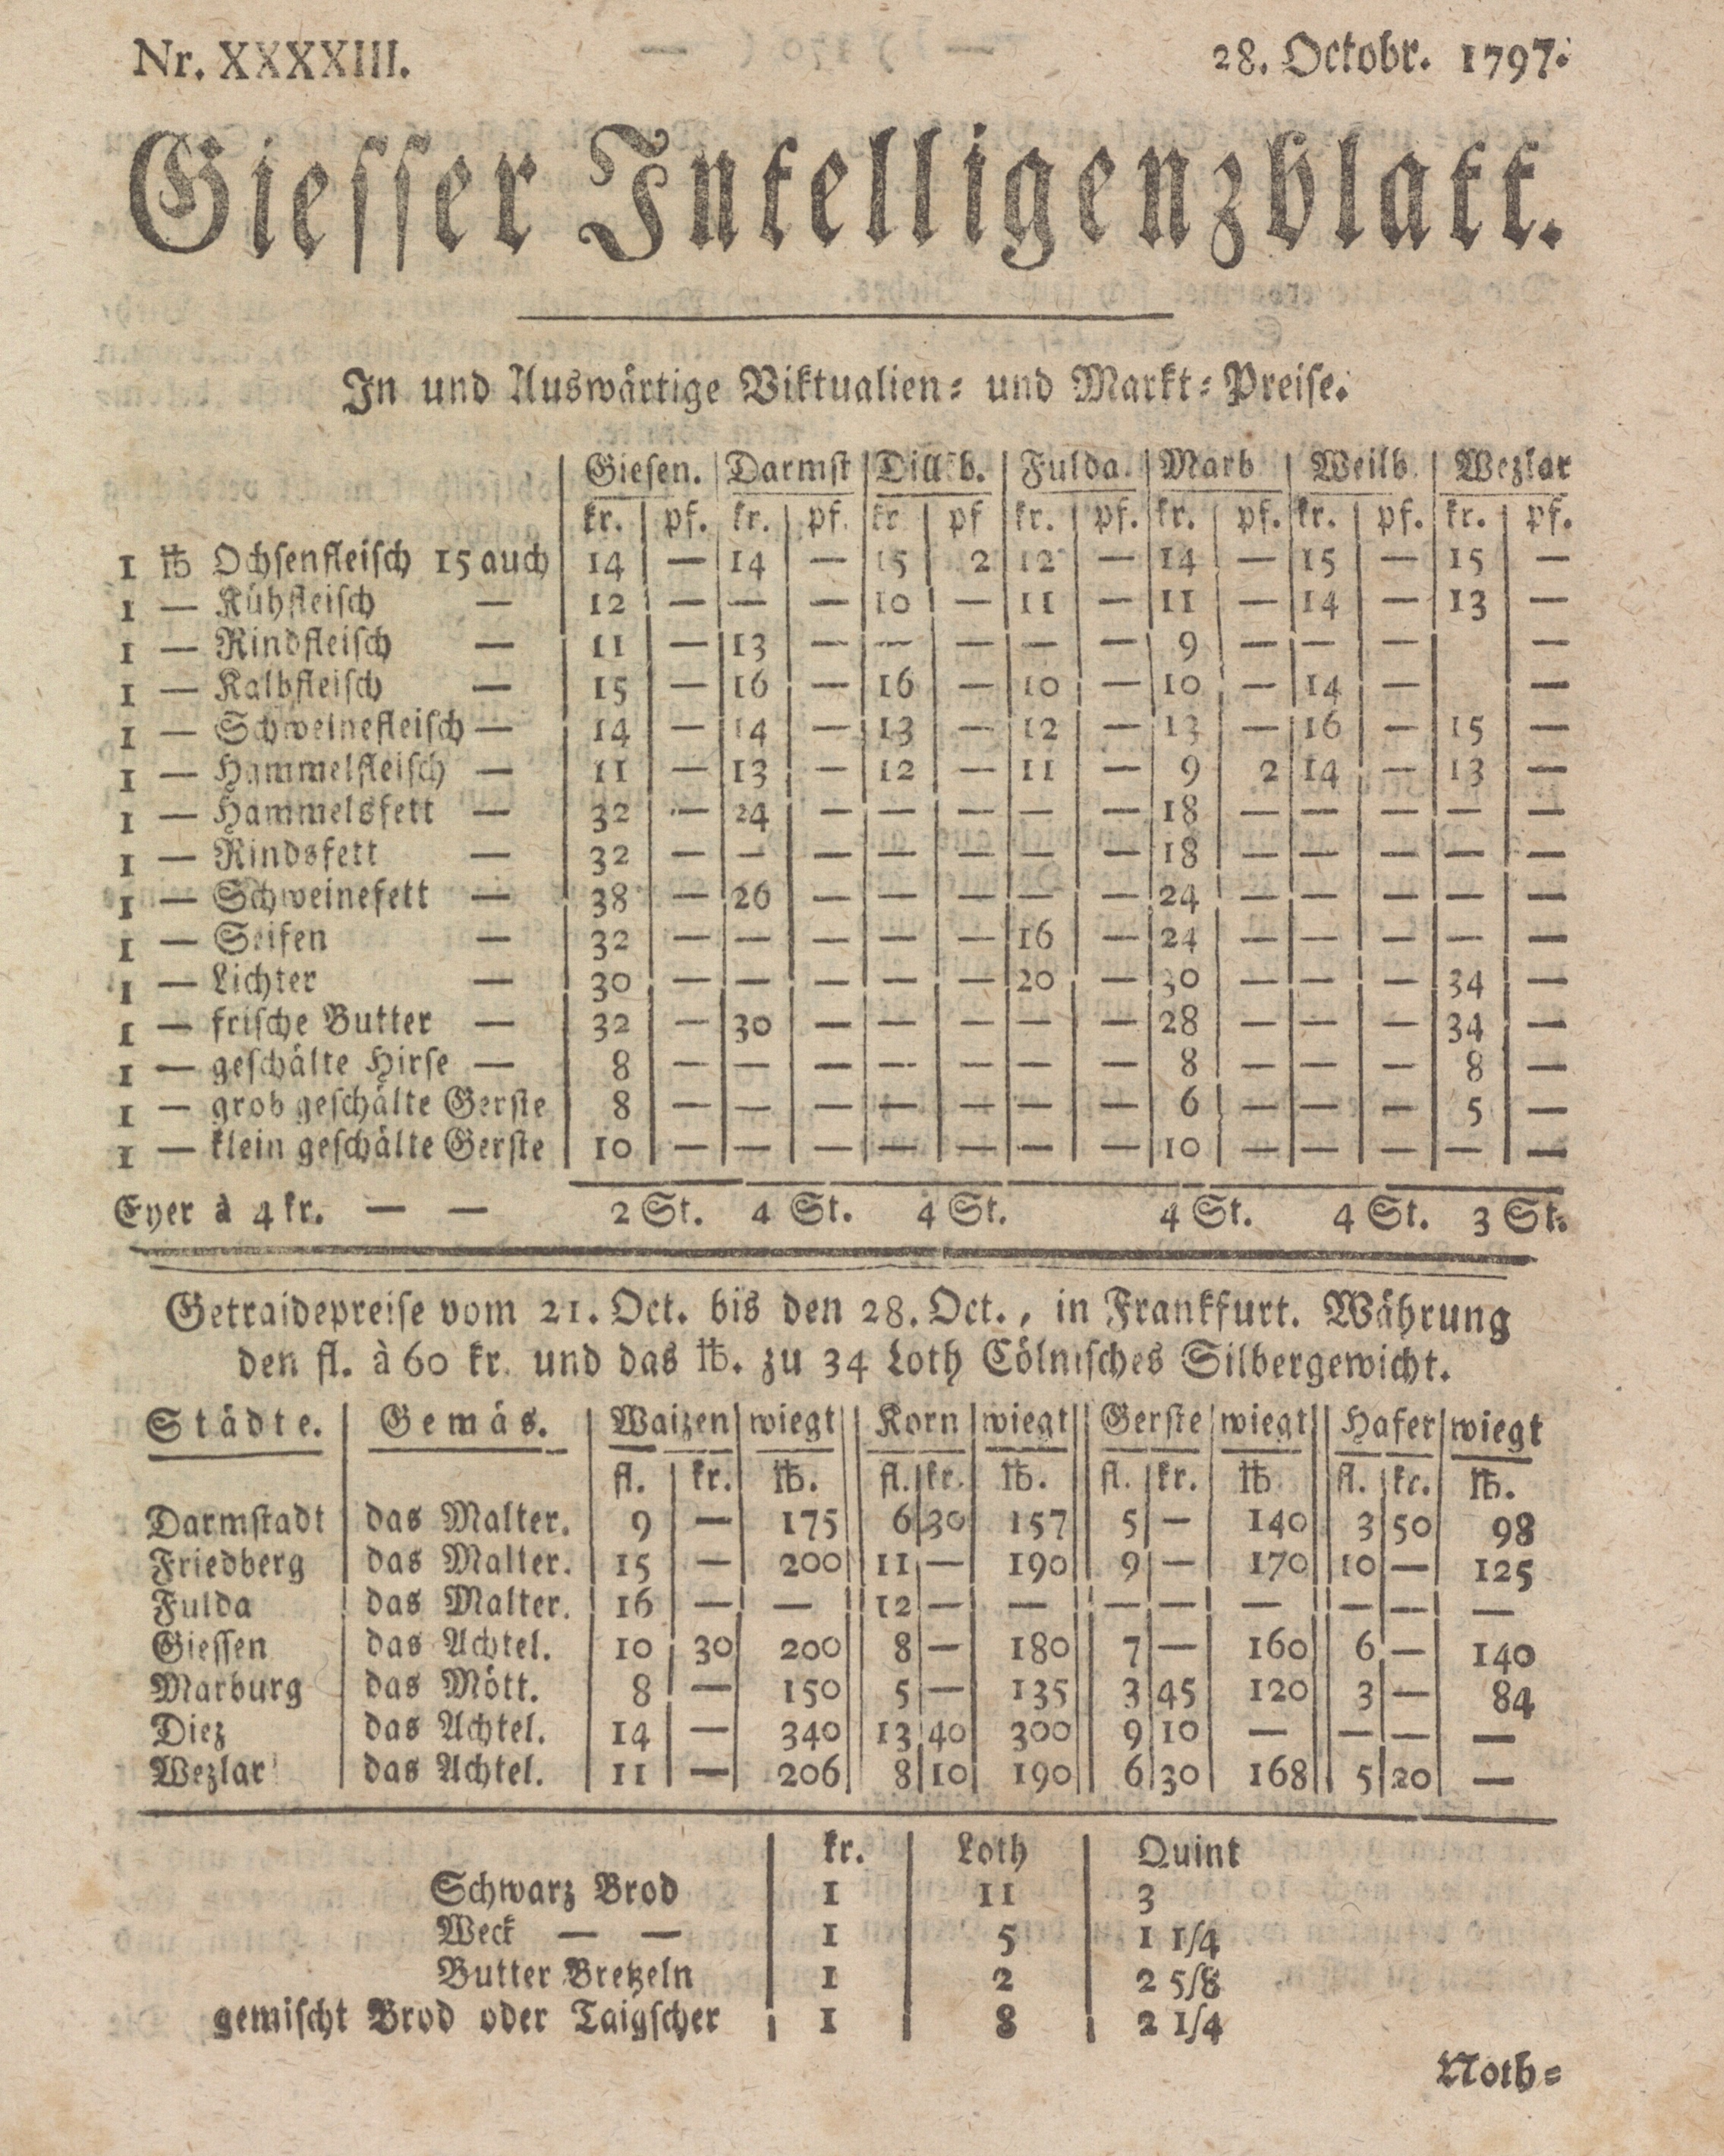 Nr. XXXXIII.
28. Octobr. 1797.
Giesser Intelligenzblatt.
In und Auswärtige Viktualien- und Markt-Preise.
Giesen. | Darmst | Dillb. | Fulda. | Marb | Weilb. | Wezlar
kr. | pf. | kr. | pf. | kr | pf | kr. | pf. | kr. | pf. | kr. | pf. | kr. | pf.
1 ℔ Ochsenfleisch 15 auch | 14 | — | 14 | — | 15 | 2 | 12 | — | 14 | — | 15 | — | 15 | —
1 — Kühfleisch — | 12 | — | — | — | 10 | — | 11 | — | 11 | — | 14 | — | 13 | —
1 — Rindfleisch — | 11 | — | 13 | — | — | — | — | — | 9 | — | — | — | | —
1 — Kalbfleisch — | 15 | — | 16 | — | 16 | — | 10 | — | 10 | — | 14 | — | | —
1 — Schweinefleisch — | 14 | — | 14 | — | 13 | — | 12 | — | 13 | — | 16 | — | 15 | —
1 — Hammelfleisch — | 11 | — | 13 | — | 12 | — | 11 | — | 9 | 2 | 14 | — | 13 | —
1 — Hammelsfett — | 32 | — | 24 | — | — | — | — | — | 18 | — | — | — | — | —
1 — Rindsfett — | 32 | — | — | — | — | — | — | — | 18 | — | — | — | — | —
1 — Schweinefett — | 38 | — | 26 | — | — | — | — | — | 24 | — | — | — | — | —
1 — Seifen — | 32 | — | — | — | — | — | 16 | — | 24 | — | — | — | — | —
1 — Lichter — | 30 | — | — | — | — | — | 20 | — | 30 | — | — | — | 34 | —
1 — frische Butter — | 32 | — | 30 | — | — | — | — | — | 28 | — | — | — | 34 | —
1 — geschälte Hirse — | 8 | — | — | — | — | — | — | — | 8 | — | — | — | 8 | —
1 — grob geschälte Gerste | 8 | — | — | — | — | — | — | — | 6 | — | — | — | 5 | —
1 — klein geschälte Gerste | 10 | — | — | — | — | — | — | — | 10 | — | — | — | — | —
Eyer à 4 kr. — — 2 St. 4 St. 4 St. 4 St. 4 St. 3 St.
Getraidepreise vom 21. Oct. bis den 28. Oct., in Frankfurt. Währung
den fl. à 60 kr. und das ℔. zu 34 Loth Cölnisches Silbergewicht.
Städte. | Gemäs. | Waizen | wiegt || Korn | wiegt || Gerste | wiegt || Hafer | wiegt
fl. | kr. | ℔. || fl. | kr. | ℔. || fl. | kr. | ℔ || fl. | kr. | ℔.
Darmstadt | das Malter. | 9 | — | 175 || 6 | 30 | 157 || 5 | — | 140 || 3 | 50 | 98
Friedberg | das Malter. | 15 | — | 200 || 11 | — | 190 || 9 | — | 170 || 10 | — | 125
Fulda | das Malter. | 16 | — | — || 12 | — | — || — | — | — || — | — | —
Giessen | das Achtel. | 10 | 30 | 200 || 8 | — | 180 || 7 | — | 160 || 6 | — | 140
Marburg | das Mött. | 8 | — | 150 || 5 | — | 135 || 3 | 45 | 120 || 3 | — | 84
Diez | das Achtel. | 14 | — | 340 || 13 | 40 | 300 || 9 | 10 | — || — | — | —
Wezlar | das Achtel. | 11 | — | 206 || 8 | 10 | 190 || 6 | 30 | 168 || 5 | 20 | —
kr. | Loth | Quint
Schwarz Brod | 1 | 11 | 3
Weck — — | 1 | 5 | 1 1/4
Butter Bretzeln | 1 | 2 | 2 5/8
gemischt Brod oder Taigscher | 1 | 8 | 2 1/4
Noth-